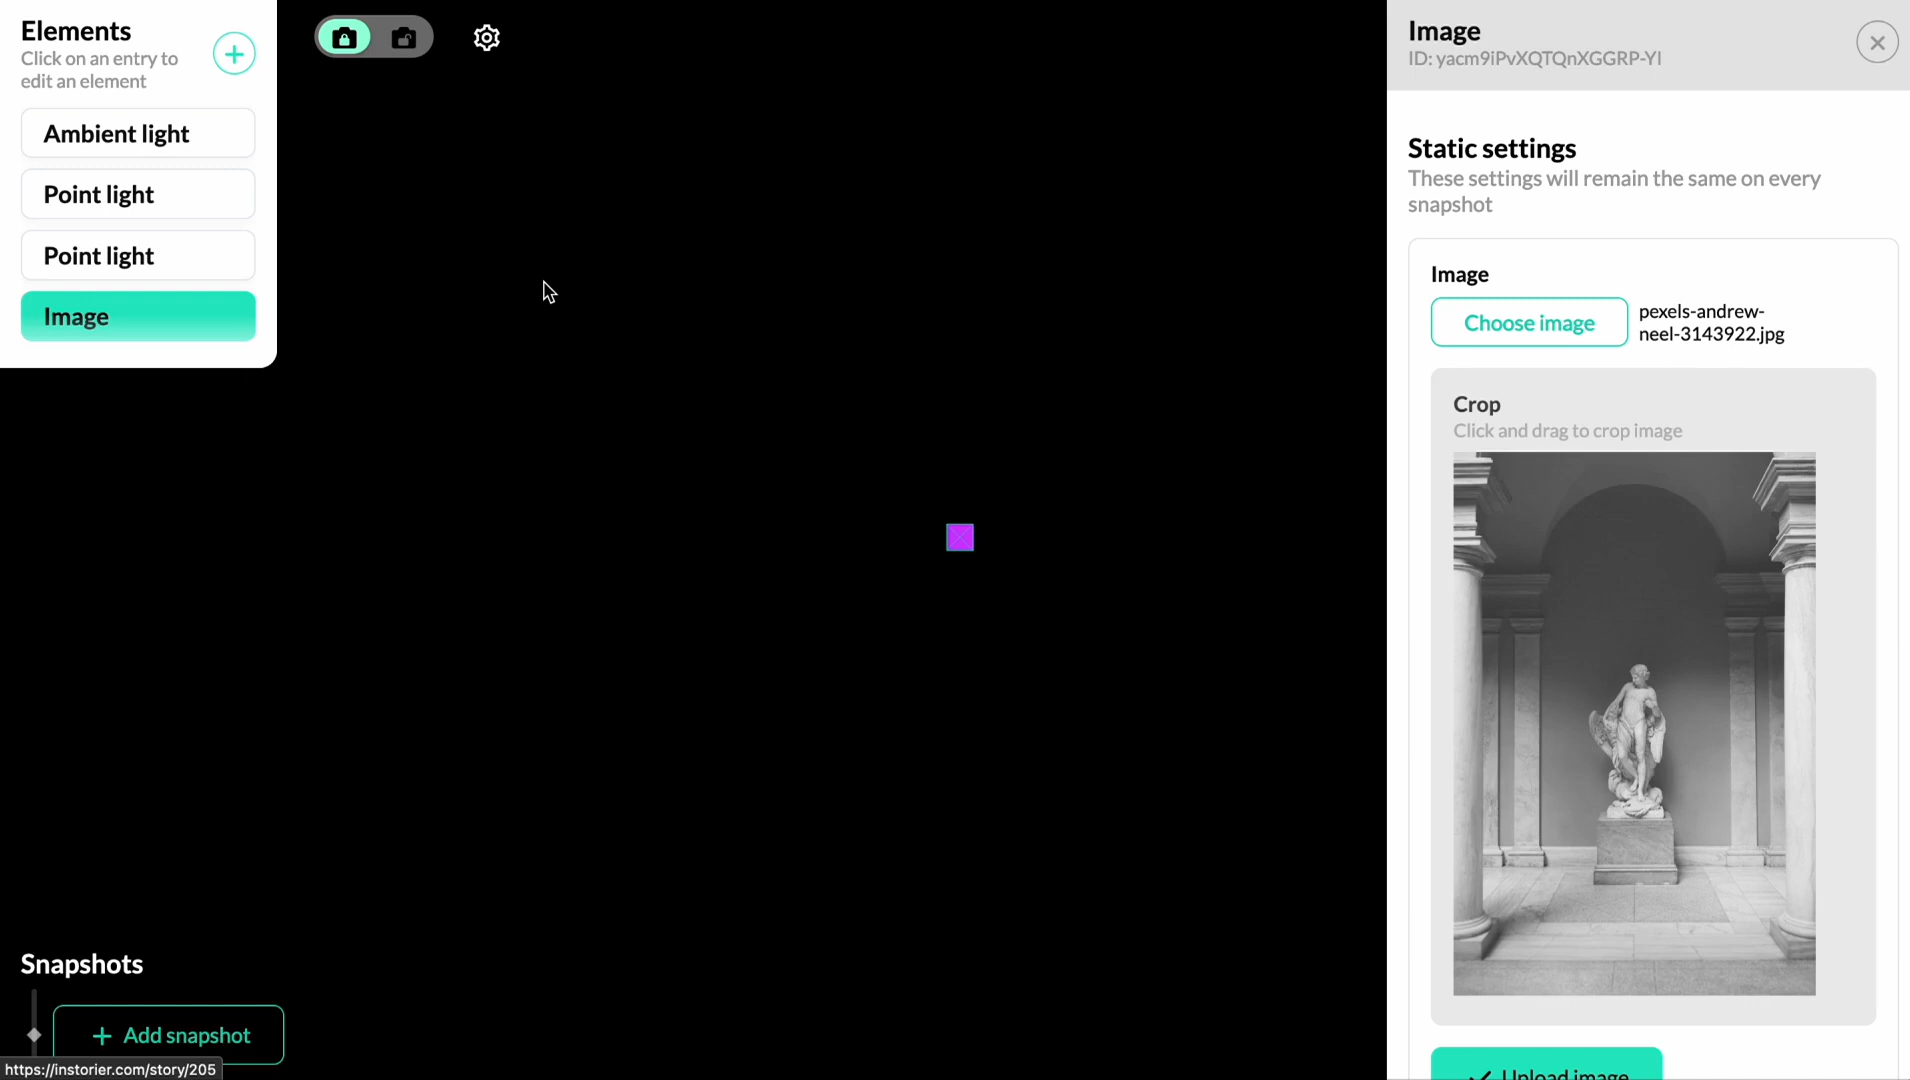 Elements
Click on an entry to
edit an element
Ambient light
Point light
Point light
Image
Snapshots
Add snapshot
https://instorier.com/story/205
Image
ID: yacm9iPvXQTQnXGGRP-YI
Static settings
These settings will remain the same on every
snapshot
Image
Choose image
pexels-andrew-
neel-3143922.jpg
Crop
Click and drag to crop image
Upload image